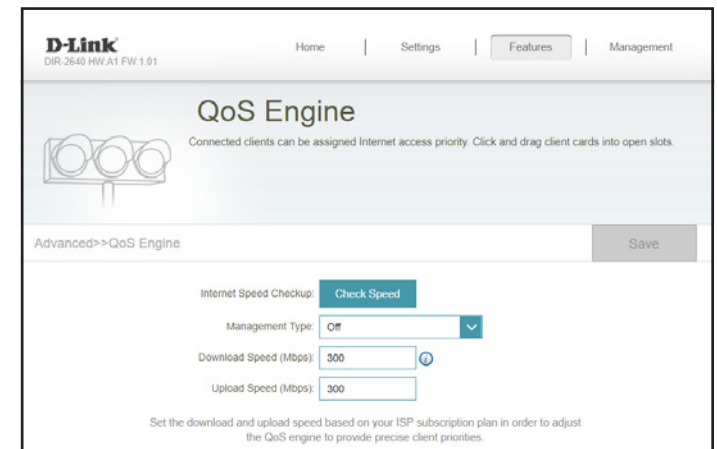 D-Link
DIR-2640 HW:A1 FW:1.01
Home | Settings | Features | Management
QoS Engine
Connected clients can be assigned Internet access priority. Click and drag client cards into open slots.
Advanced>>QoS Engine
Save
Internet Speed Checkup: Check Speed
Management Type: Off
Download Speed (Mbps): 300
Upload Speed (Mbps): 300
Set the download and upload speed based on your ISP subscription plan in order to adjust
the QoS engine to provide precise client priorities.